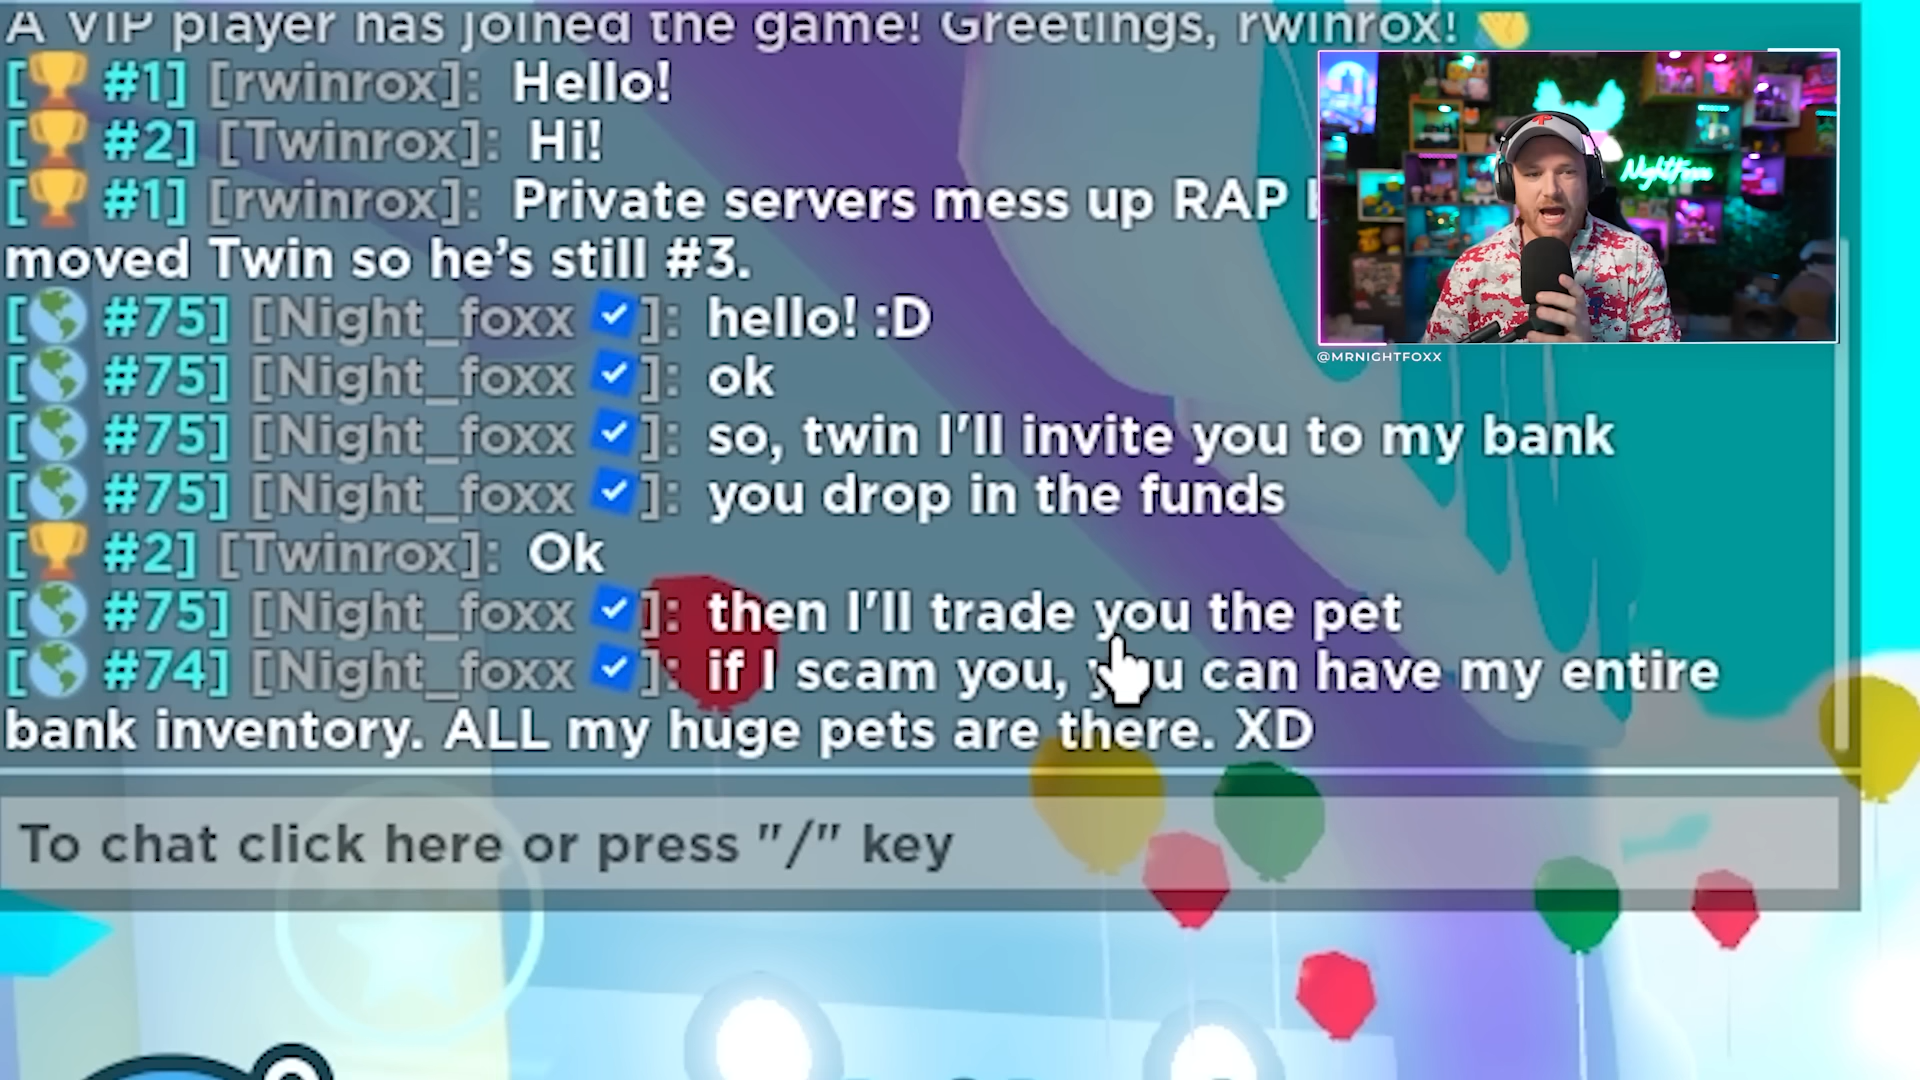 A VIP player has joined the game! Greetings, rwinrox! 👋
[🏆 #1] [rwinrox]: Hello!
[🏆 #2] [Twinrox]: Hi!
[🏆 #1] [rwinrox]: Private servers mess up RAP
moved Twin so he's still #3.
[🌎 #75] [Night_foxx ☑]: hello! :D
[🌎 #75] [Night_foxx ☑]: ok
[🌎 #75] [Night_foxx ☑]: so, twin I'll invite you to my bank
[🌎 #75] [Night_foxx ☑]: you drop in the funds
[🏆 #2] [Twinrox]: Ok
[🌎 #75] [Night_foxx ☑]: then I'll trade you the pet
[🌎 #74] [Night_foxx ☑]: if I scam you, you can have my entire
bank inventory. ALL my huge pets are there. XD
To chat click here or press "/" key
NightFoxx
@MRNIGHTFOXX